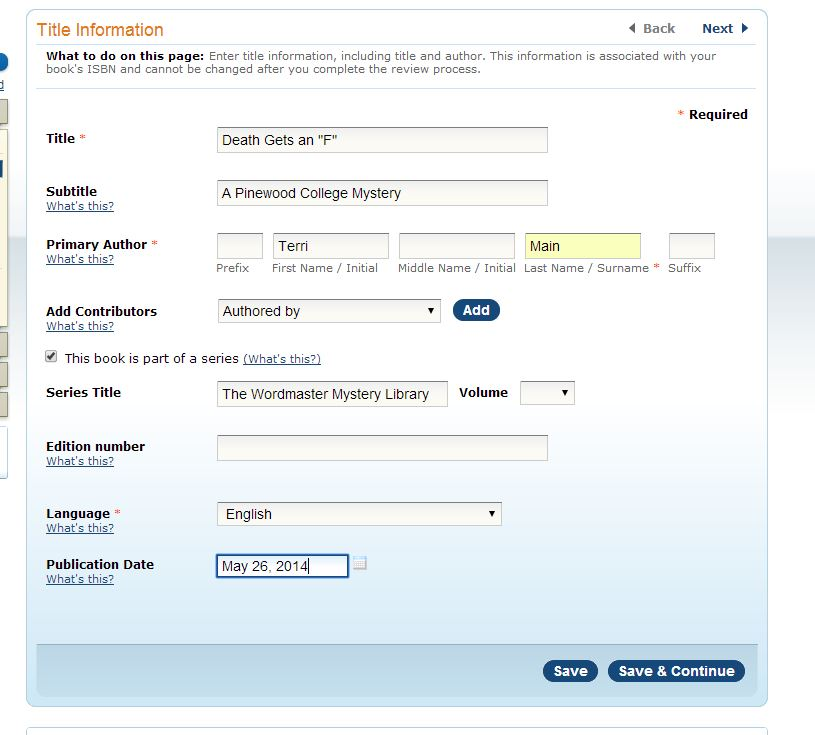 Title Information
Back Next
What to do on this page: Enter title information, including title and author. This information is associated with your
book's ISBN and cannot be changed after you complete the review process.
* Required
Title * Death Gets an "F"
Subtitle A Pinewood College Mystery
What's this?
Primary Author * Terri Main
What's this? Prefix First Name / Initial Middle Name / Initial Last Name / Surname * Suffix
Add Contributors Authored by Add
What's this?
This book is part of a series (What's this?)
Series Title The Wordmaster Mystery Library Volume
Edition number
What's this?
Language * English
What's this?
Publication Date May 26, 2014
What's this?
Save Save & Continue